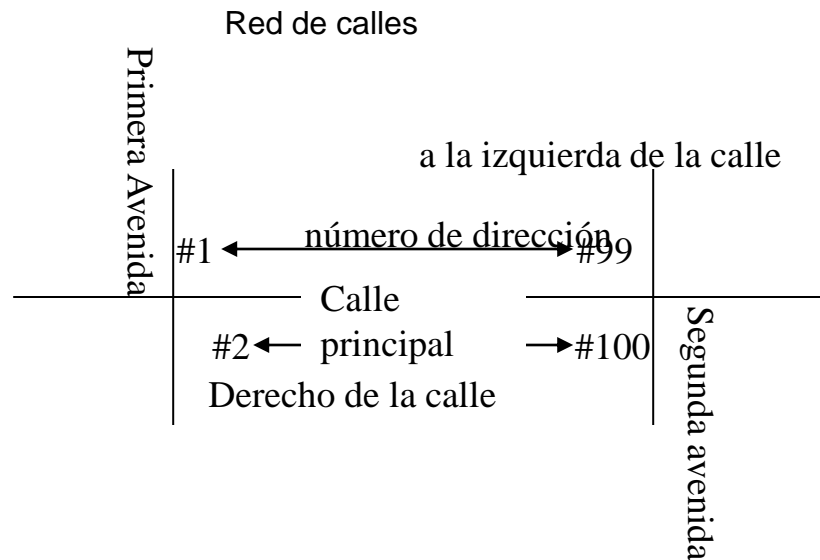 Red de calles
Primera Avenida
a la izquierda de la calle
número de dirección
#1
#99
Calle
principal
#2
#100
Derecho de la calle
Segunda avenida